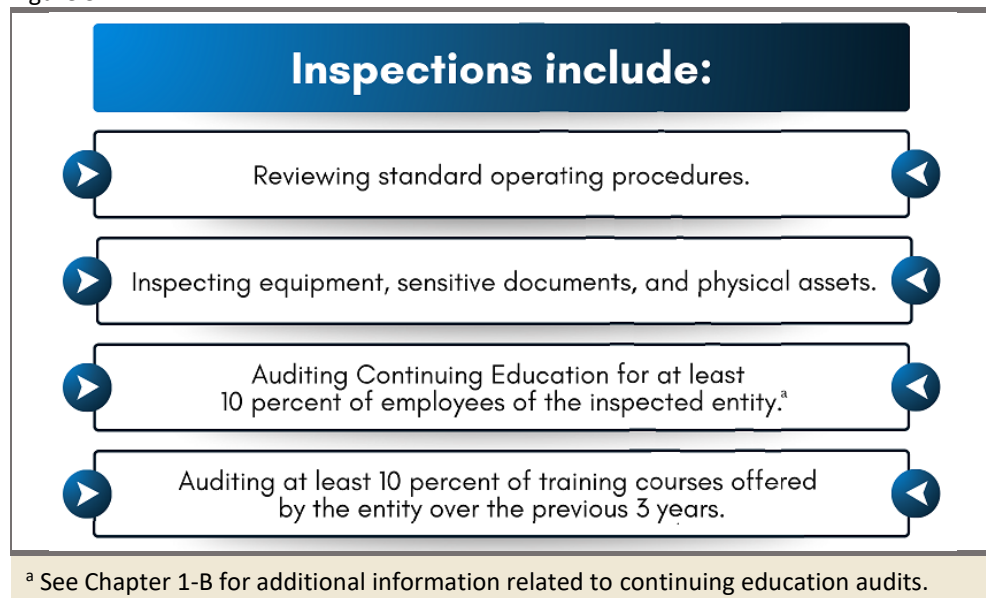 Inspections include:
Reviewing standard operating procedures.
Inspecting equipment, sensitive documents, and physical assets.
Auditing Continuing Education for at least
10 percent of employees of the inspected entity.a
Auditing at least 10 percent of training courses offered
by the entity over the previous 3 years.
a See Chapter 1-B for additional information related to continuing education audits.